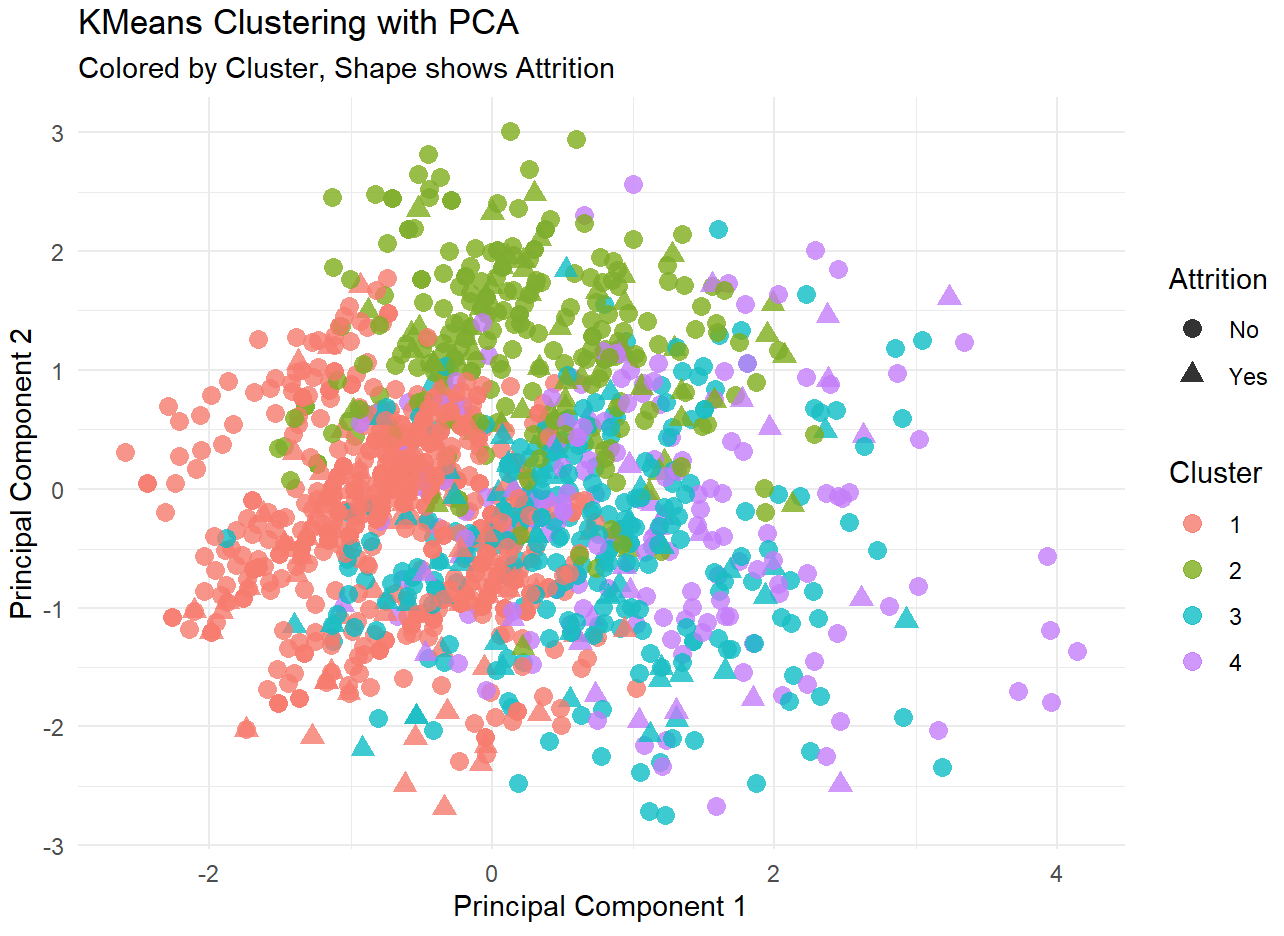 KMeans Clustering with PCA
Colored by Cluster, Shape shows Attrition
Principal Component 2
3
2
1
0
-1
-2
-3
-2
0
2
4
Principal Component 1
Attrition
No
Yes
Cluster
1
2
3
4